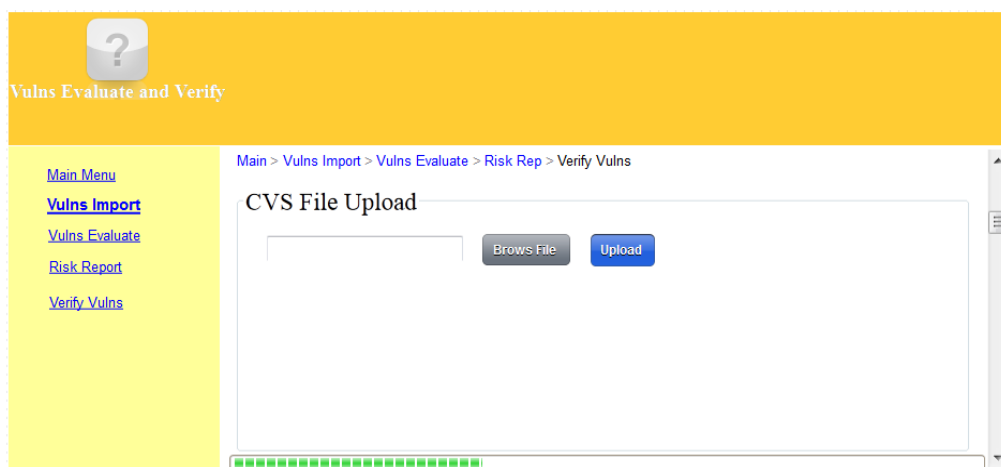 ?
Vulns Evaluate and Verify
Main Menu
Vulns Import
Vulns Evaluate
Risk Report
Verify Vulns
Main > Vulns Import > Vulns Evaluate > Risk Rep > Verify Vulns
CVS File Upload
Brows File
Upload